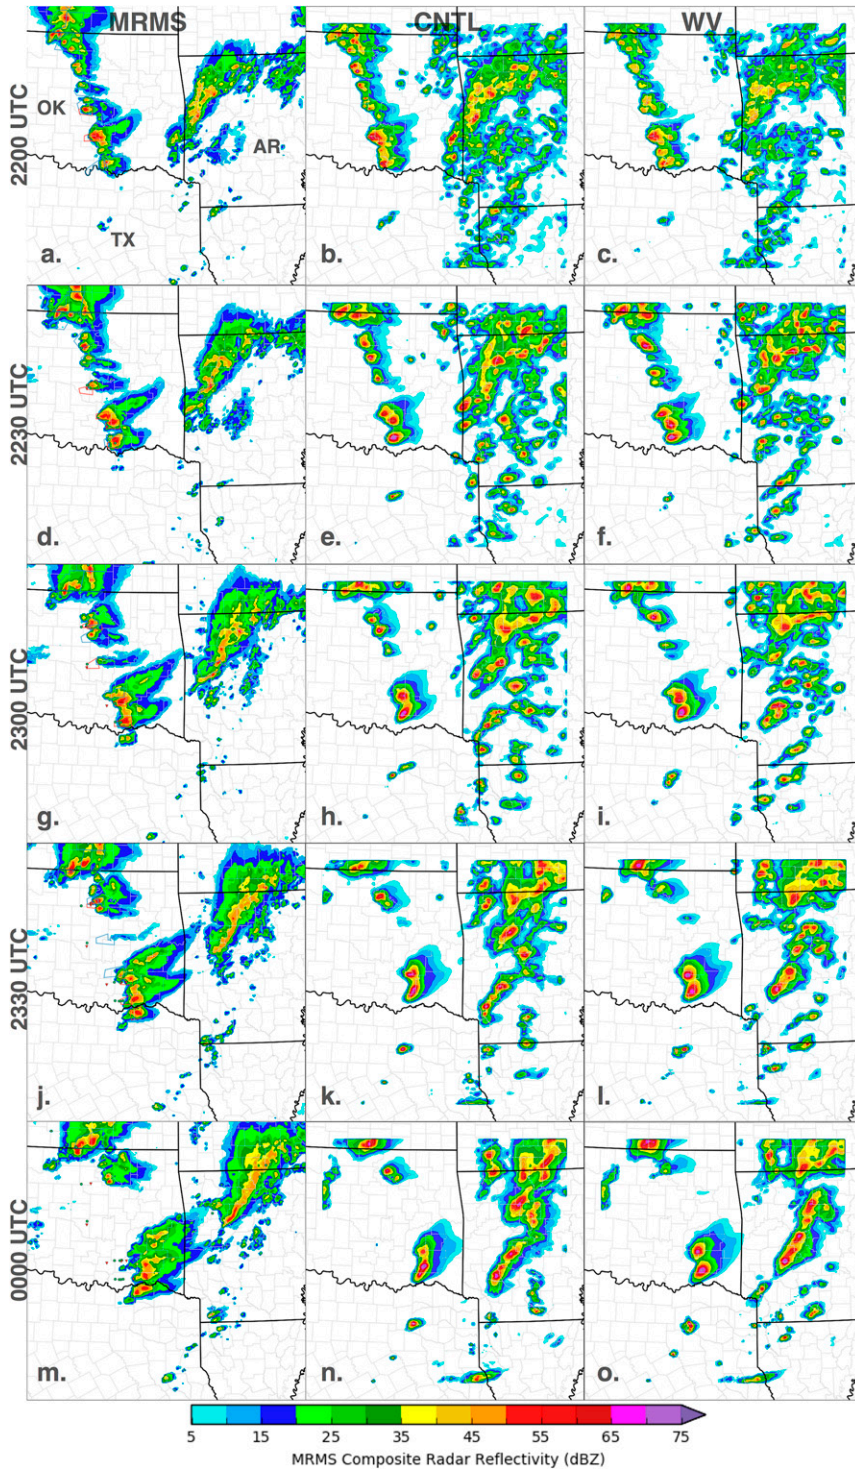 MRMS CNTL WV
2200 UTC
OK
AR
TX
a. b. c.
2230 UTC
d. e. f.
2300 UTC
g. h. i.
2330 UTC
j. k. l.
0000 UTC
m. n. o.
5 15 25 35 45 55 65 75
MRMS Composite Radar Reflectivity (dBZ)